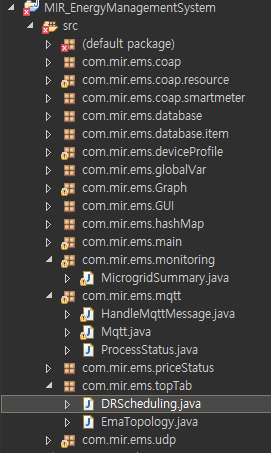 MIR_EnergyManagementSystem
src
(default package)
com.mir.ems.coap
com.mir.ems.coap.resource
com.mir.ems.coap.smartmeter
com.mir.ems.database
com.mir.ems.database.item
com.mir.ems.deviceProfile
com.mir.ems.globalVar
com.mir.ems.Graph
com.mir.ems.GUI
com.mir.ems.hashMap
com.mir.ems.main
com.mir.ems.monitoring
MicrogridSummary.java
com.mir.ems.mqtt
HandleMqttMessage.java
Mqtt.java
ProcessStatus.java
com.mir.ems.priceStatus
com.mir.ems.topTab
DRScheduling.java
EmaTopology.java
com.mir.ems.udp